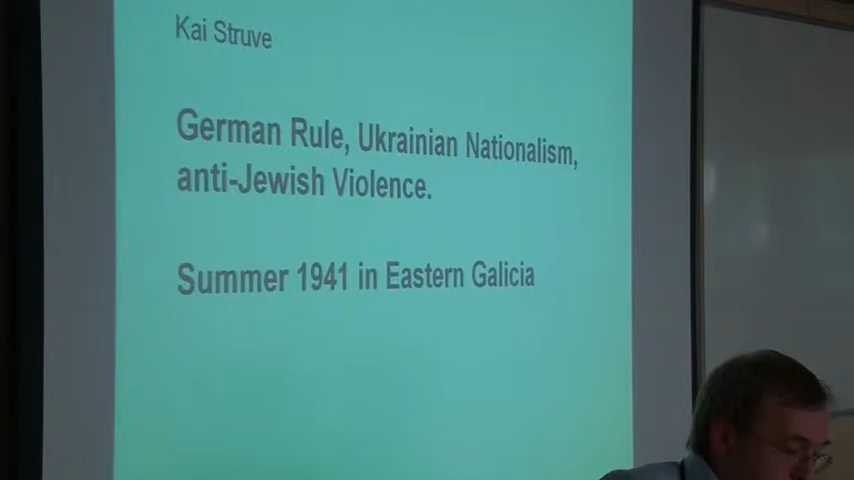 Kai Struve
German Rule, Ukrainian Nationalism,
anti-Jewish Violence.
Summer 1941 in Eastern Galicia